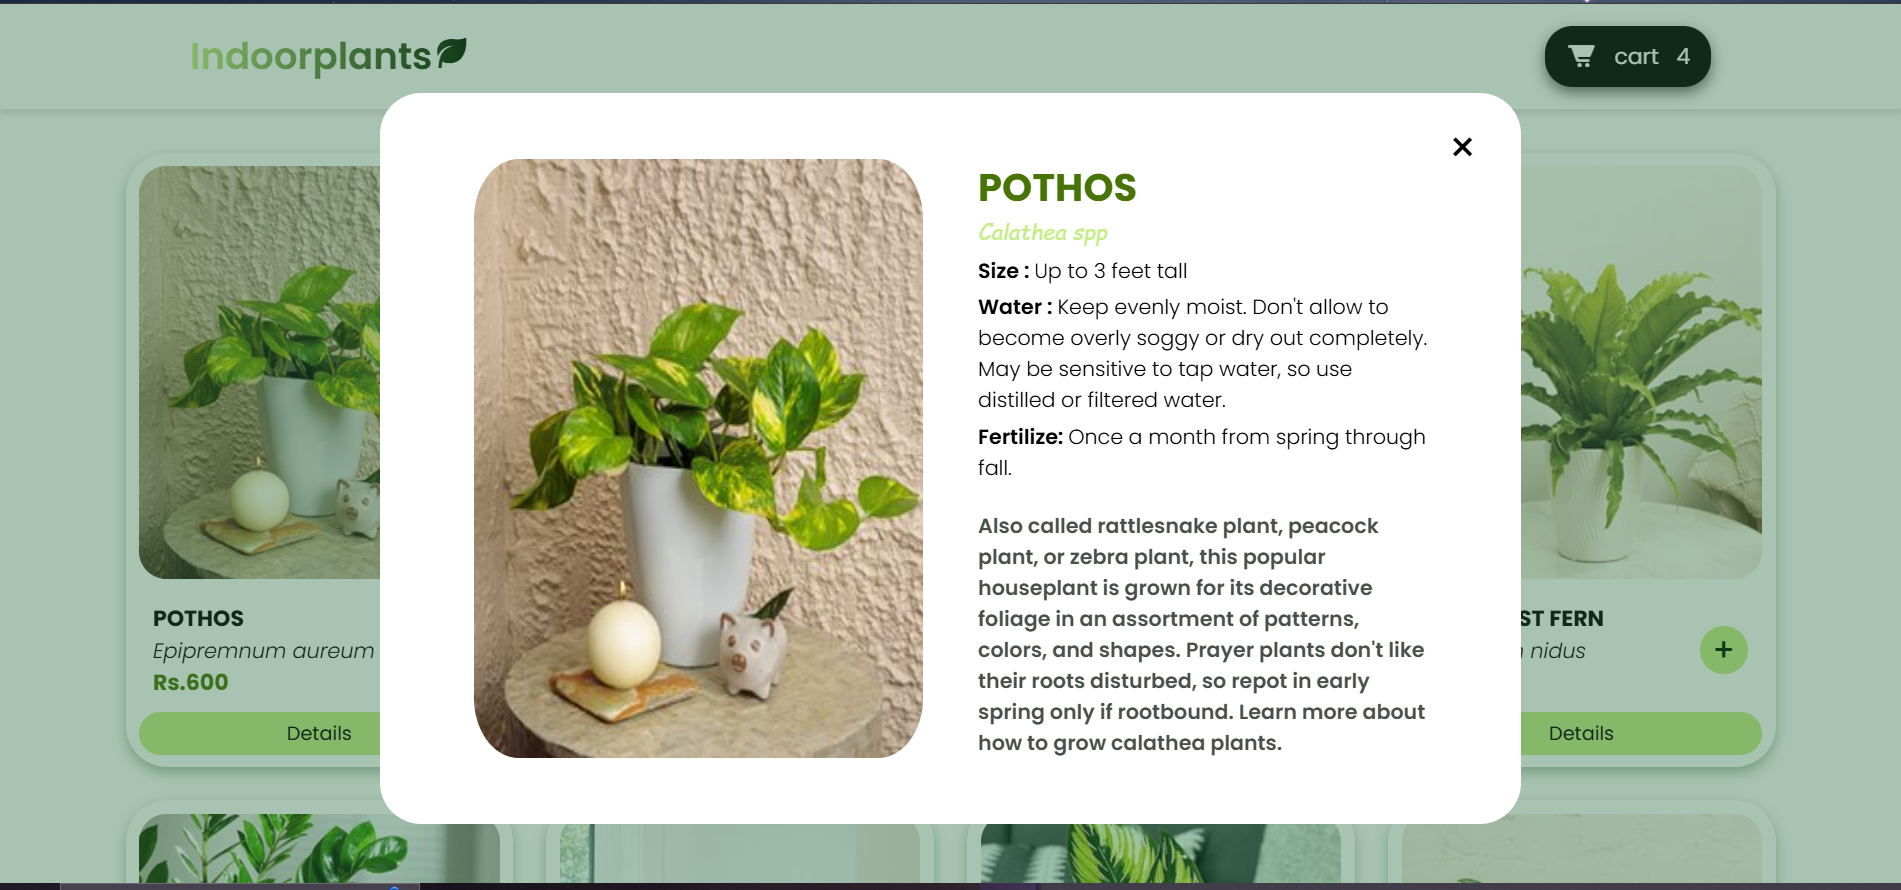 Indoorplants
cart 4
POTHOS
Calathea spp
Size : Up to 3 feet tall
Water : Keep evenly moist. Don't allow to
become overly soggy or dry out completely.
May be sensitive to tap water, so use
distilled or filtered water.
Fertilize: Once a month from spring through
fall.
Also called rattlesnake plant, peacock
plant, or zebra plant, this popular
houseplant is grown for its decorative
foliage in an assortment of patterns,
colors, and shapes. Prayer plants don't like
their roots disturbed, so repot in early
spring only if rootbound. Learn more about
how to grow calathea plants.
POTHOS
Epipremnum aureum
Rs.600
Details
ST FERN
nidus
+
Details